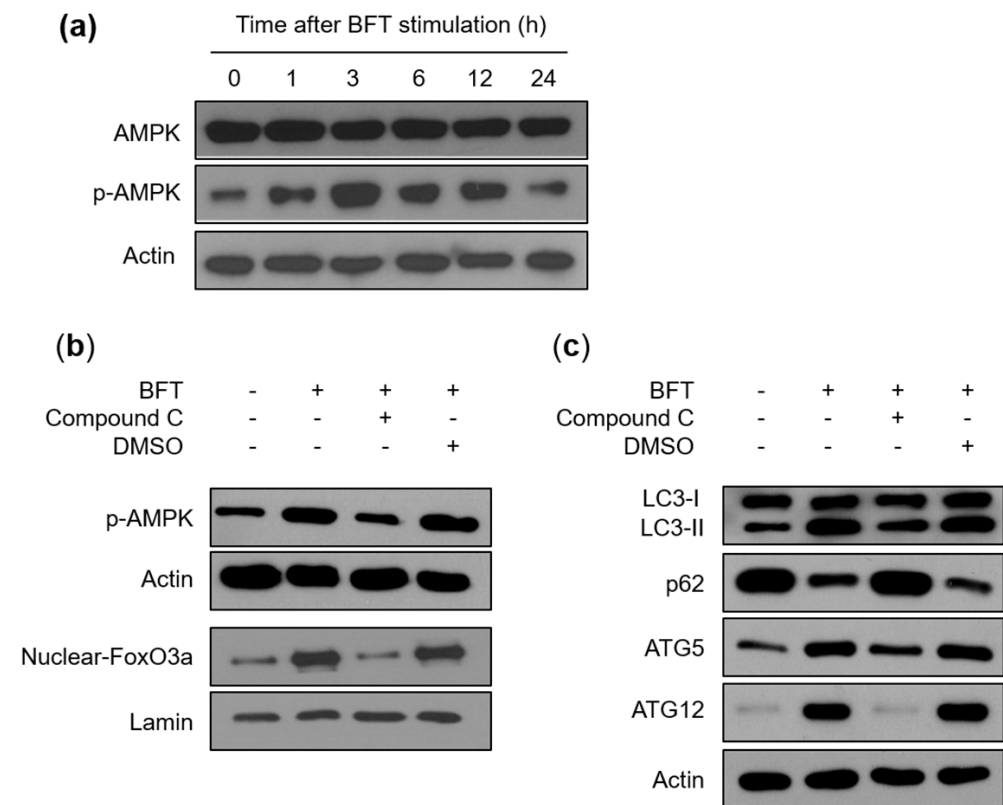 (a)
Time after BFT stimulation (h)
0 1 3 6 12 24
AMPK
p-AMPK
Actin
(b)
BFT - + + +
Compound C - - + -
DMSO - - - +
p-AMPK
Actin
Nuclear-FoxO3a
Lamin
(c)
BFT - + + +
Compound C - - + -
DMSO - - - +
LC3-I
LC3-II
p62
ATG5
ATG12
Actin